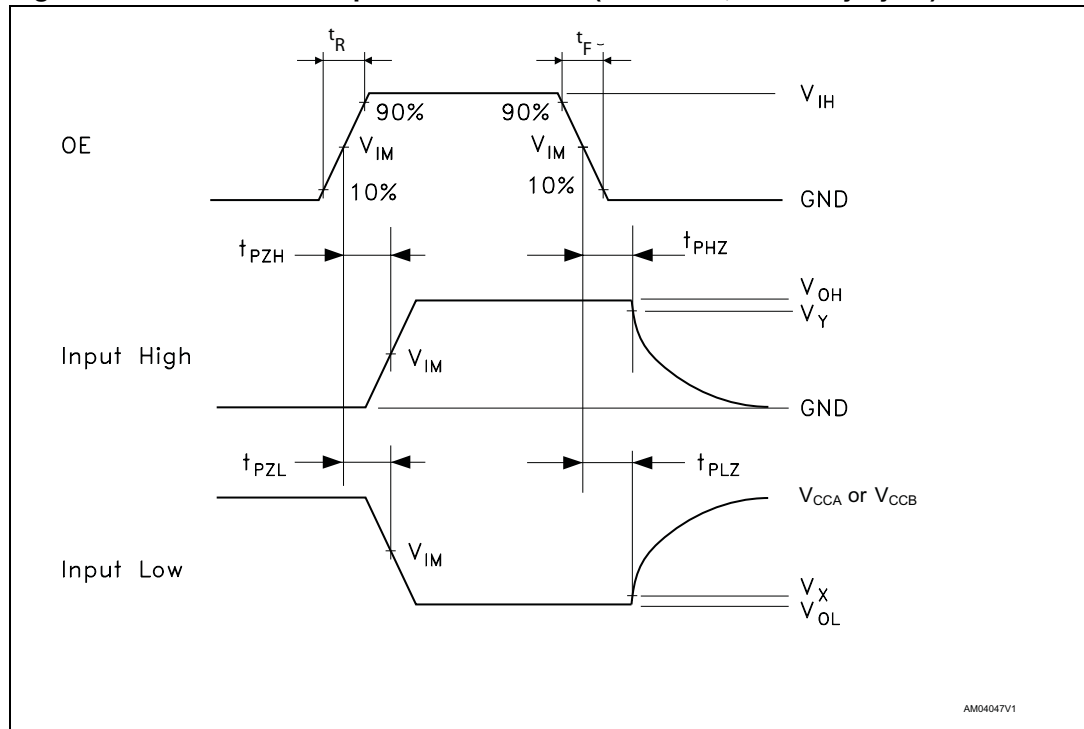 tR
tF
VIH
90%
90%
OE
VIM
VIM
10%
10%
GND
tPZH
tPHZ
VOH
VY
Input High
VIM
GND
tPZL
tPLZ
VCCA or VCCB
Input Low
VIM
VX
VOL
AM04047V1